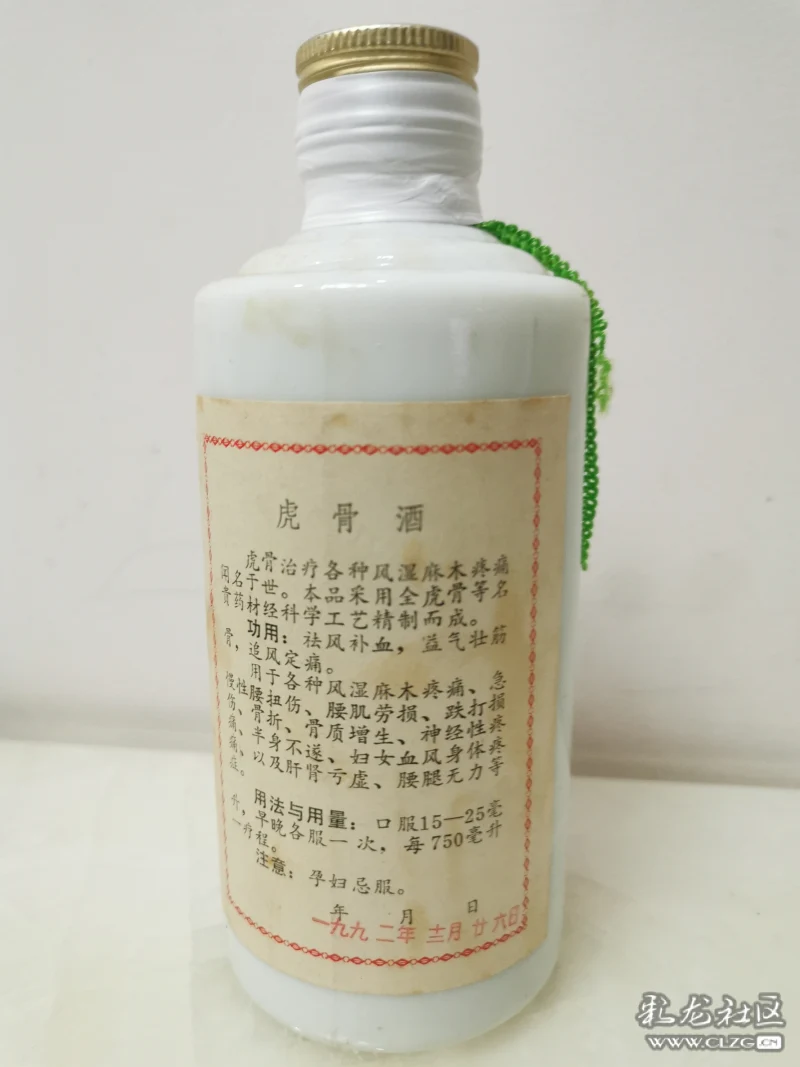 虎骨酒
虎骨治疗各种风湿麻木疼痛
闻名于世。本品采用全虎骨等名
贵药材经科学工艺精制而成。
功用:祛风补血,益气壮筋
骨,追风定痛。
用于各种风湿麻木疼痛、急
慢性腰扭伤、腰肌劳损、跌打损
伤、骨折、骨质增生、神经性疼
痛、半身不遂、妇女血风身体疼
痛,以及肝肾亏虚、腰腿无力等
症。
用法与用量:口服15—25毫
升,早晚各服一次,每750毫升
一疗程。
注意:孕妇忌服。
年 月 日
一九九二年十二月廿六日
乳龙社区
www.CLZG.CN